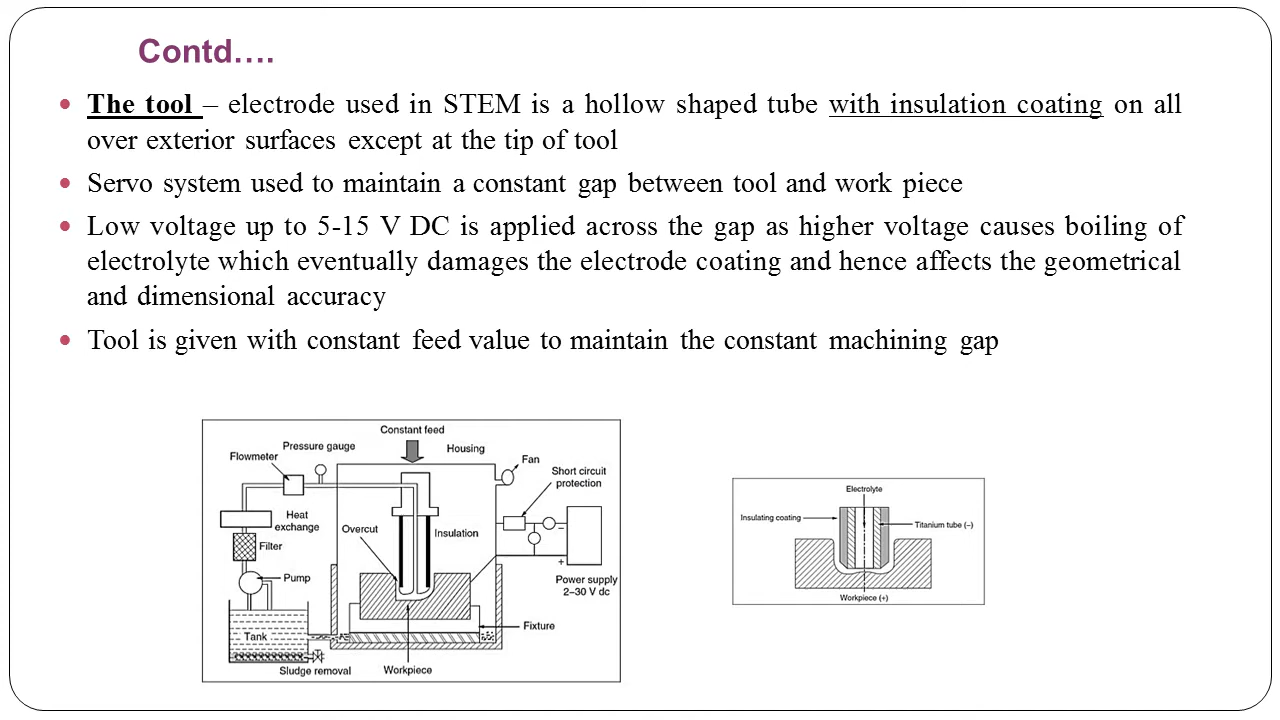 Contd….
The tool – electrode used in STEM is a hollow shaped tube with insulation coating on all
over exterior surfaces except at the tip of tool
Servo system used to maintain a constant gap between tool and work piece
Low voltage up to 5-15 V DC is applied across the gap as higher voltage causes boiling of
electrolyte which eventually damages the electrode coating and hence affects the geometrical
and dimensional accuracy
Tool is given with constant feed value to maintain the constant machining gap
Constant feed
Pressure gauge
Housing
Flowmeter
Fan
Short circuit
protection
Heat
exchange
Overcut
Insulation
Filter
–
+
Pump
Power supply
2–30 V dc
Tank
Fixture
Sludge removal
Workpiece
Electrolyte
Insulating coating
Titanium tube (–)
Workpiece (+)